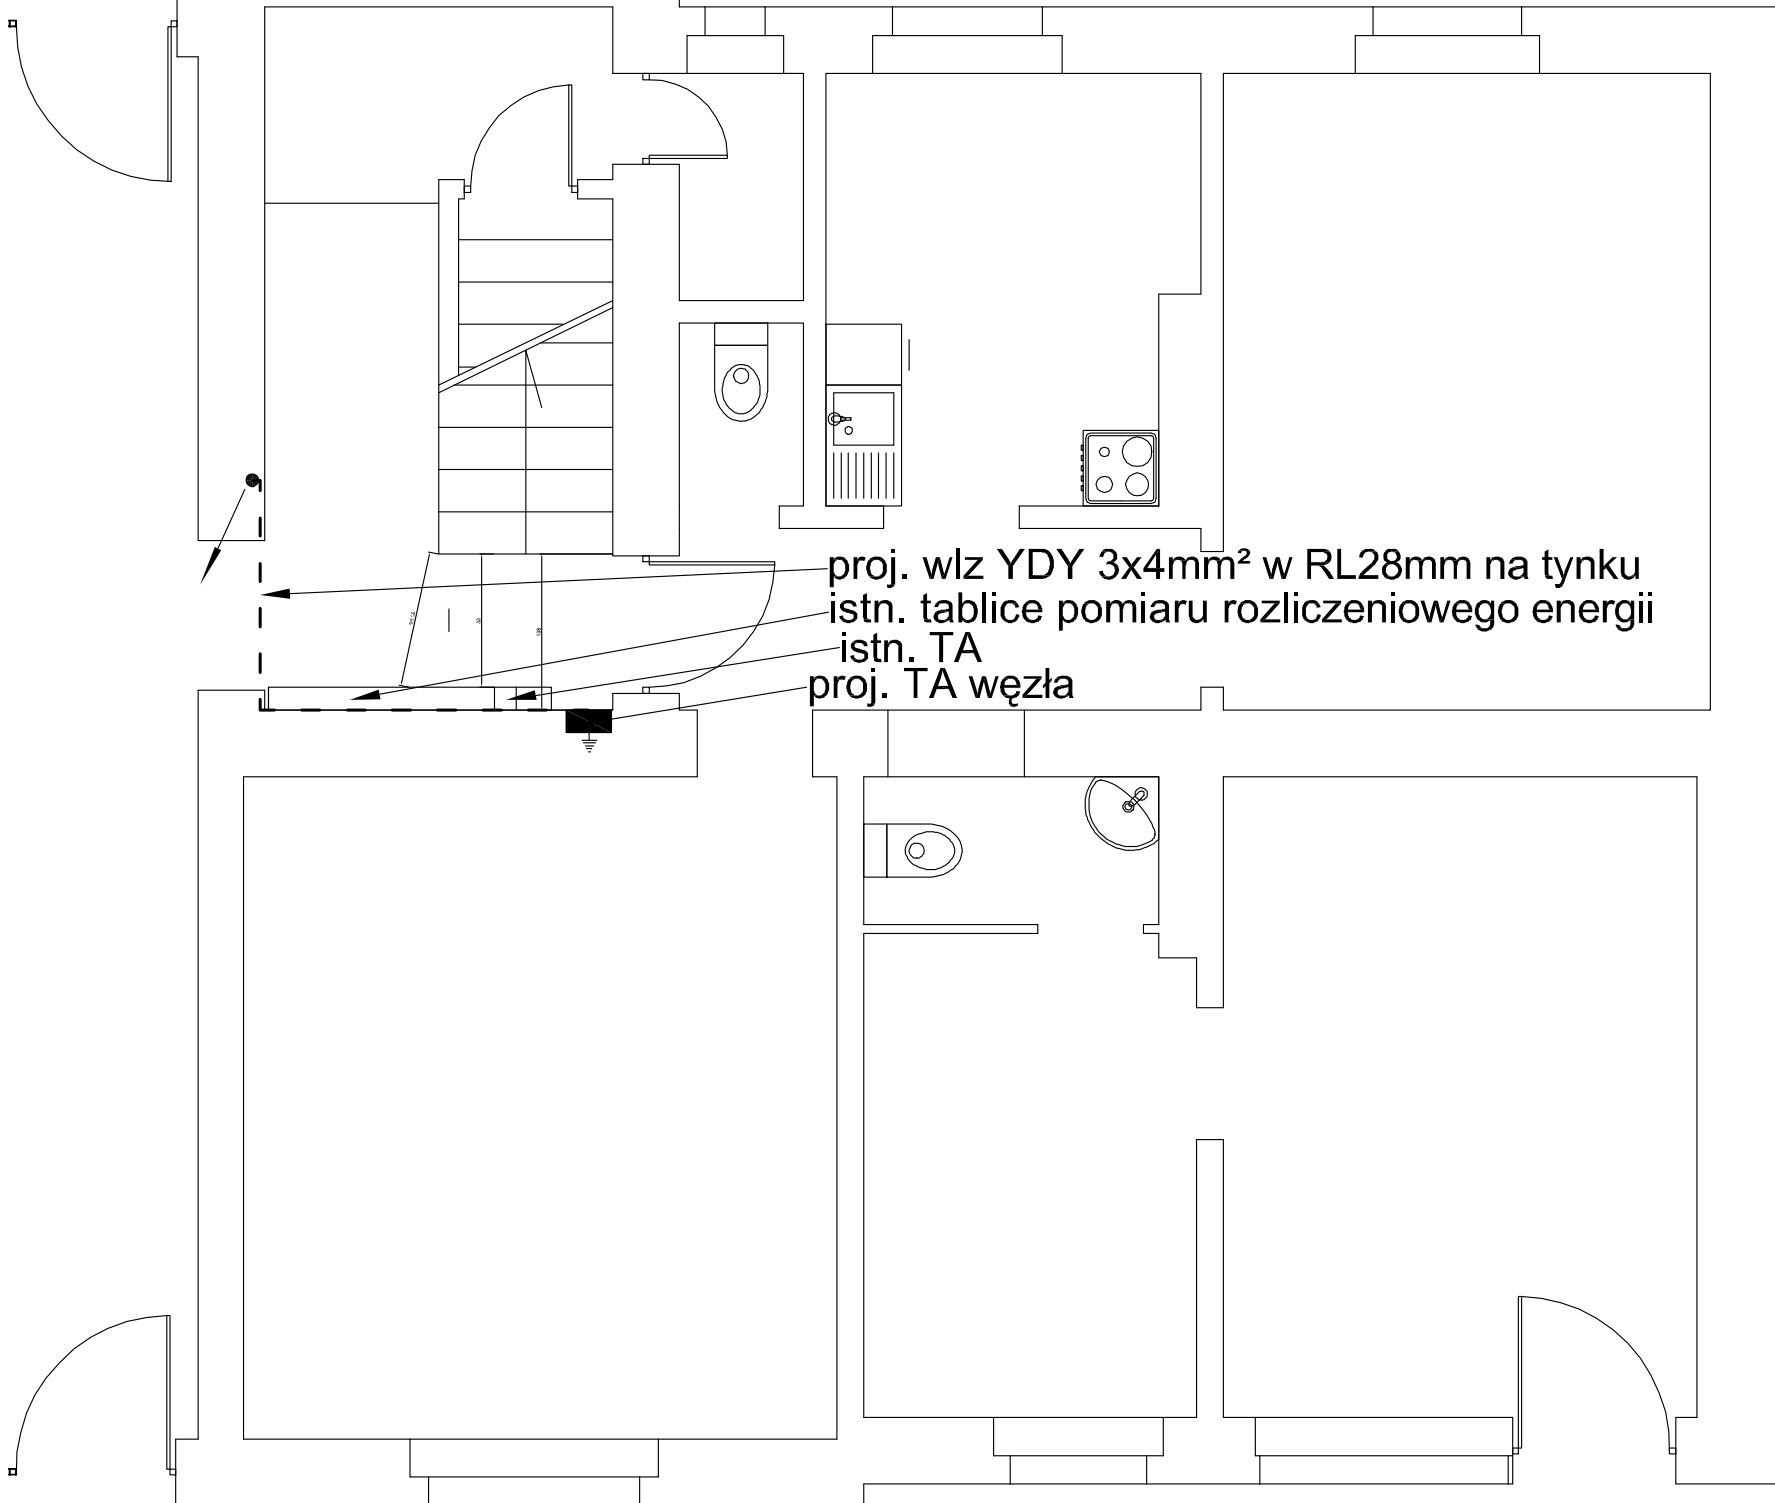 proj. wlz YDY 3x4mm² w RL28mm na tynku
istn. tablice pomiaru rozliczeniowego energii
istn. TA
proj. TA węzła